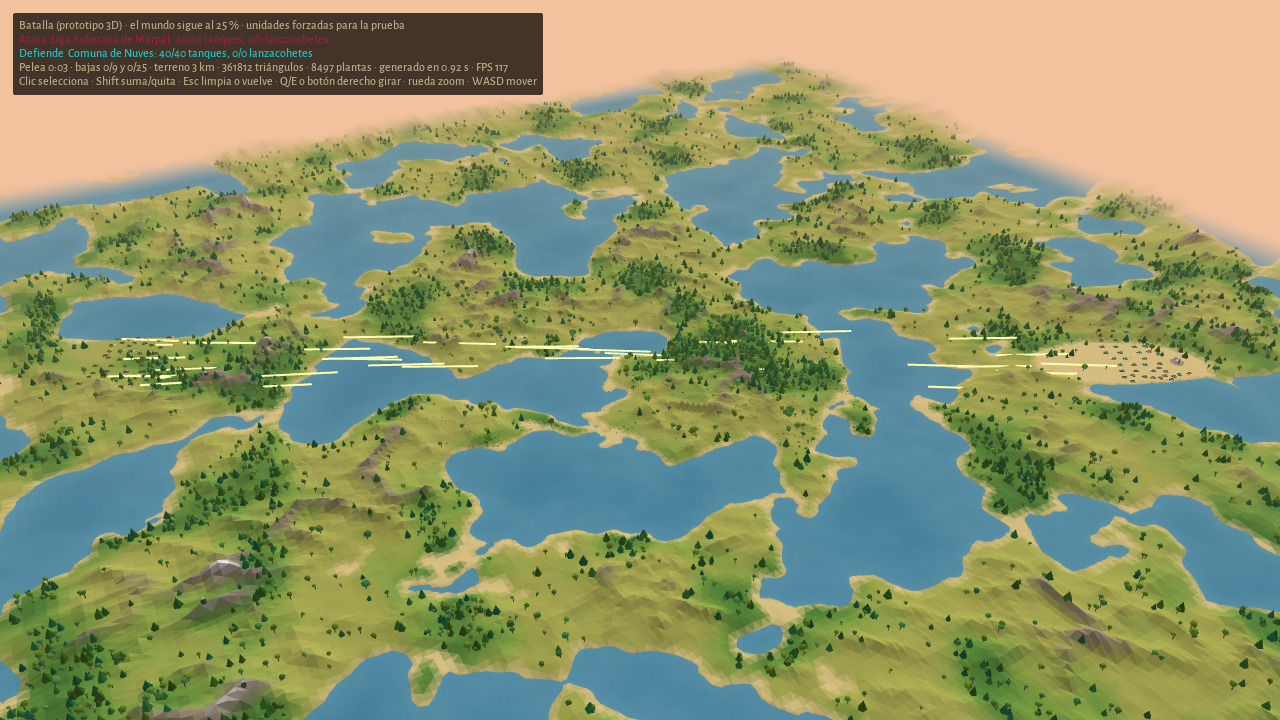 Batalla (prototipo 3D) · el mundo sigue al 25 % · unidades forzadas para la prueba
Ataca: Liga Soberana de Marpal: 40/40 tanques, 0/0 lanzacohetes
Defiende: Comuna de Nuves: 40/40 tanques, 0/0 lanzacohetes
Pelea 0:03 · bajas 0/9 y 0/25 · terreno 3 km · 361812 triángulos · 8497 plantas · generado en 0.92 s · FPS 117
Clic selecciona · Shift suma/quita · Esc limpia o vuelve · Q/E o botón derecho girar · rueda zoom · WASD mover